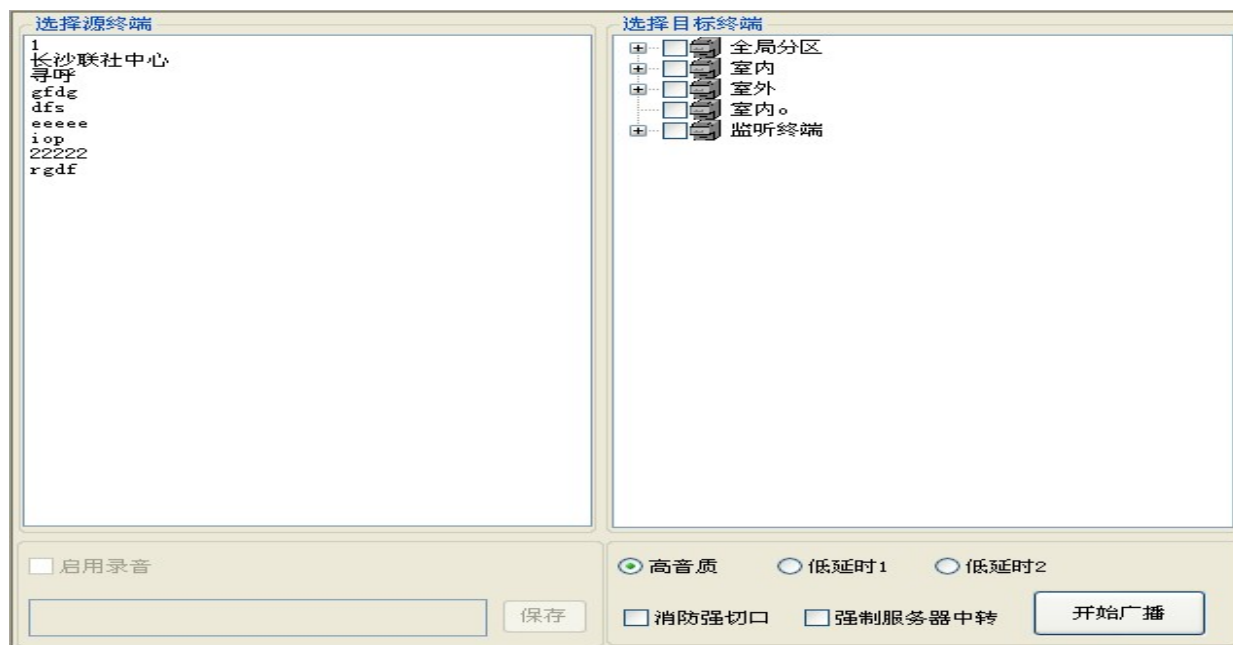 选择源终端
1
长沙联社中心
寻呼
gfdg
dfs
eeeee
iop
22222
rgdf
选择目标终端
全局分区
室内
室外
室内。
监听终端
启用录音
保存
高音质
低延时1
低延时2
消防强切口
强制服务器中转
开始广播